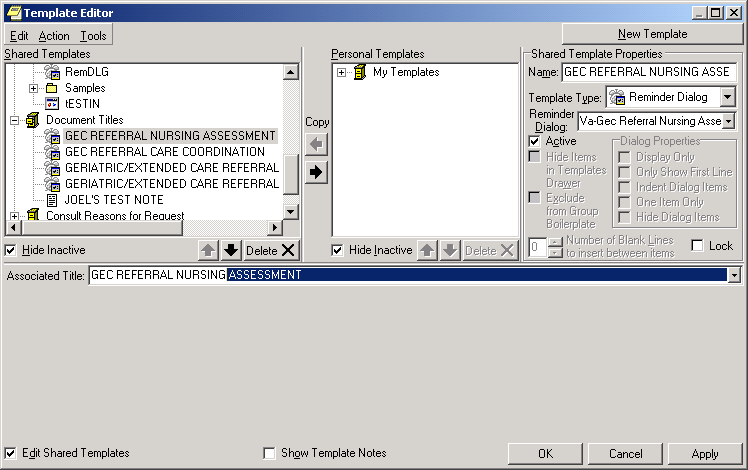 Template Editor
Edit Action Tools
New Template
Shared Templates
RemDLG
Samples
tESTIN
Document Titles
GEC REFERRAL NURSING ASSESSMENT
GEC REFERRAL CARE COORDINATION
GERIATRIC/EXTENDED CARE REFERRAL
GERIATRIC/EXTENDED CARE REFERRAL
JOEL'S TEST NOTE
Consult Reasons for Request
Hide Inactive
Delete
Copy
Personal Templates
My Templates
Hide Inactive
Delete
Shared Template Properties
Name: GEC REFERRAL NURSING ASSE
Template Type: Reminder Dialog
Reminder
Dialog: Va-Gec Referral Nursing Asse
Active
Hide Items
in Templates
Drawer
Exclude
from Group
Boilerplate
Dialog Properties
Display Only
Only Show First Line
Indent Dialog Items
One Item Only
Hide Dialog Items
0 Number of Blank Lines
to insert between items
Lock
Associated Title: GEC REFERRAL NURSING ASSESSMENT
Edit Shared Templates
Show Template Notes
OK
Cancel
Apply